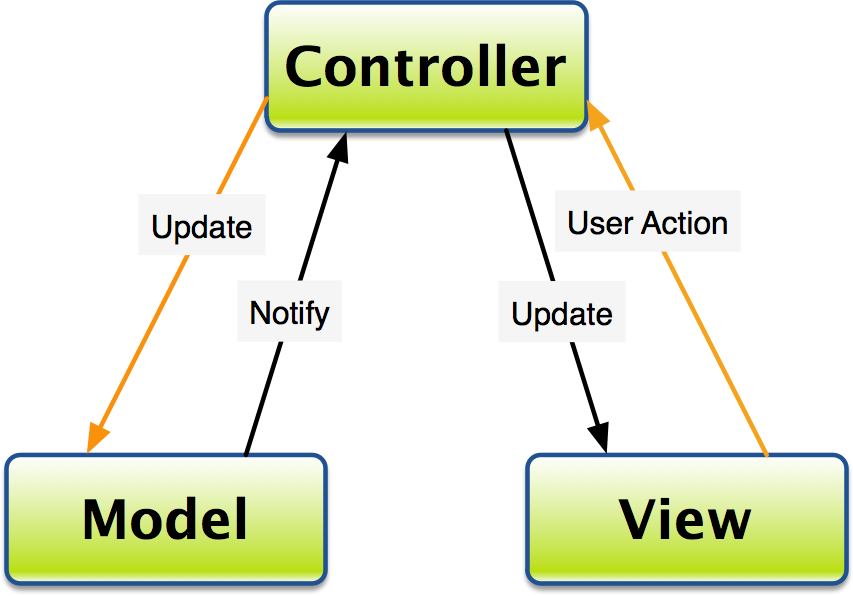 Controller
Update
User Action
Notify
Update
Model
View